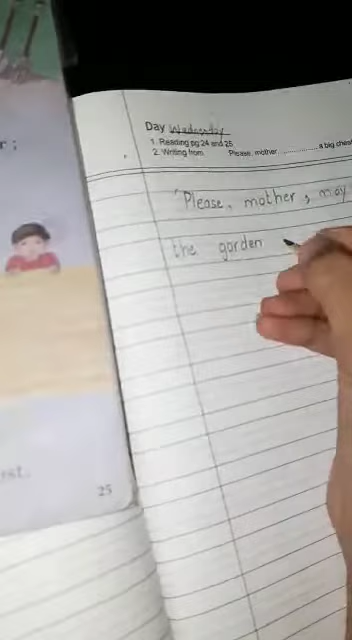 r ;
Day Wednesday
1. Reading pg 24 and 25
2. Writing from Please, mother .............. a big chest
"Please, mother, may
the garden
est.
25